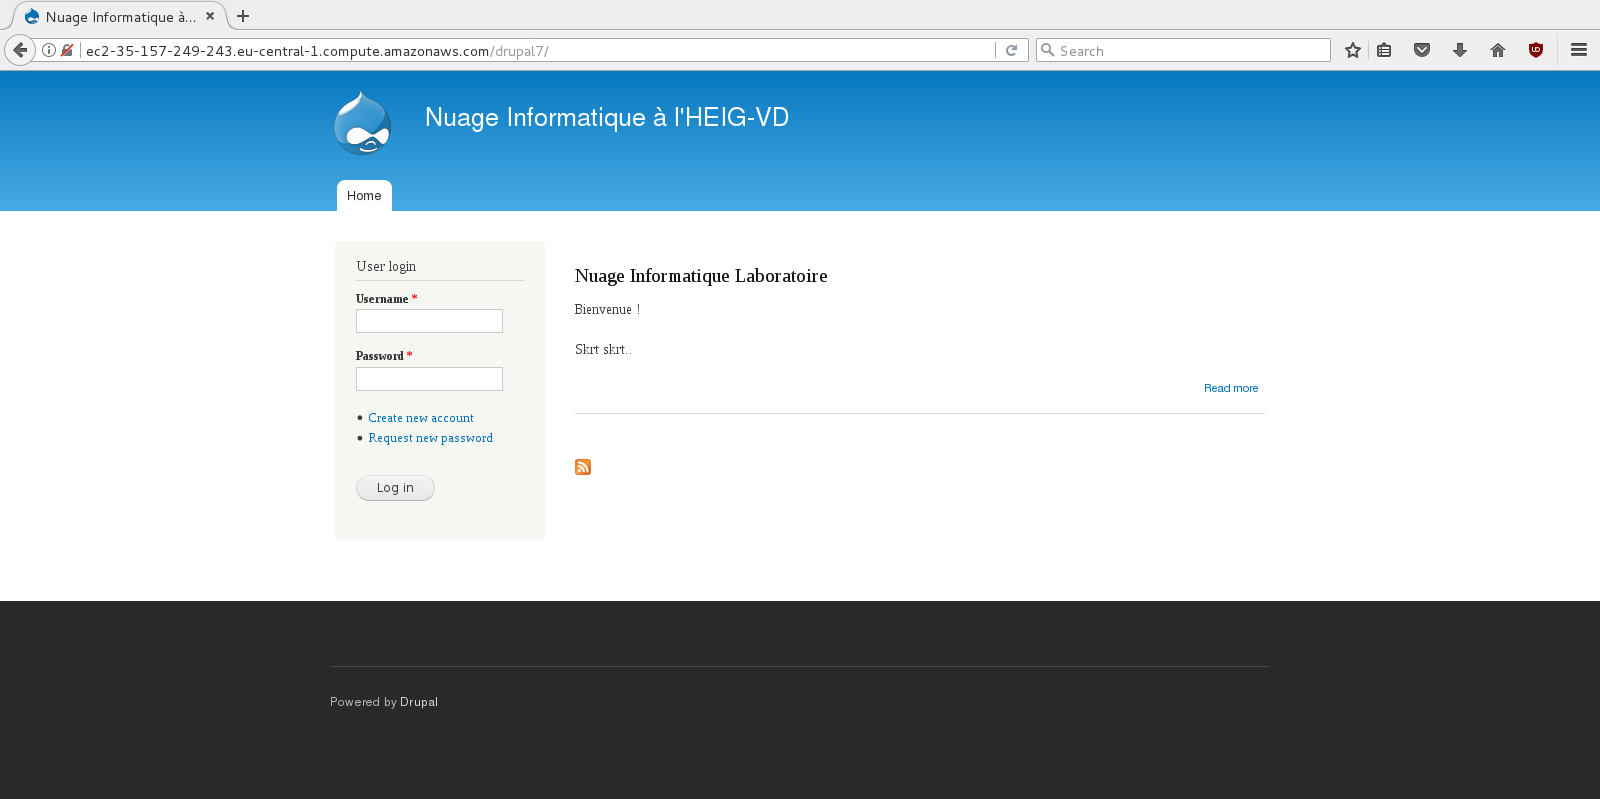 Nuage Informatique à...
ec2-35-157-249-243.eu-central-1.compute.amazonaws.com/drupal7/
Search
Nuage Informatique à l'HEIG-VD
Home
User login
Username *
Password *
Create new account
Request new password
Log in
Nuage Informatique Laboratoire
Bienvenue !
Skrt skrt..
Read more
Powered by Drupal